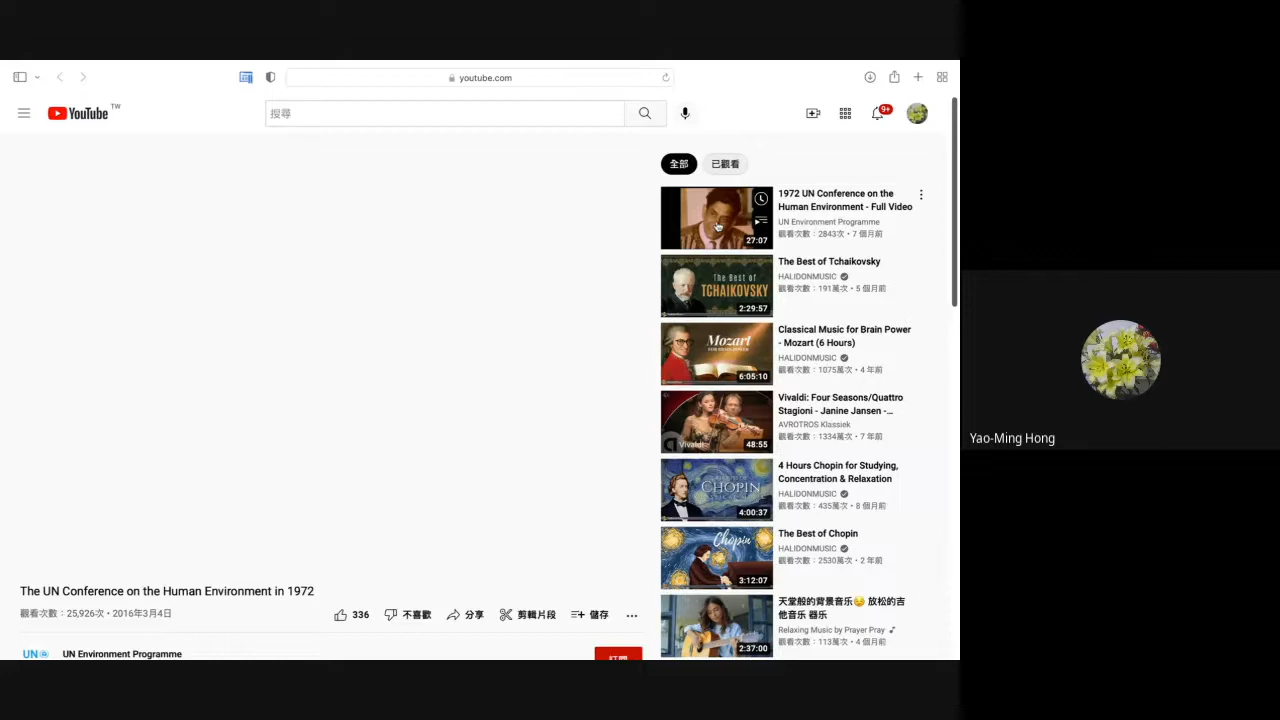 youtube.com
YouTube TW
搜尋
9+
全部
已觀看
27:07
1972 UN Conference on the
Human Environment - Full Video
UN Environment Programme
觀看次數：2843次・7 個月前
The Best of
TCHAIKOVSKY
2:29:57
The Best of Tchaikovsky
HALIDONMUSIC
觀看次數：191萬次・5 個月前
Mozart
6:05:10
Classical Music for Brain Power
- Mozart (6 Hours)
HALIDONMUSIC
觀看次數：1075萬次・4 年前
Vivaldi
48:55
Vivaldi: Four Seasons/Quattro
Stagioni - Janine Jansen -...
AVROTROS Klassiek
觀看次數：1334萬次・7 年前
CHOPIN
4:00:37
4 Hours Chopin for Studying,
Concentration & Relaxation
HALIDONMUSIC
觀看次數：435萬次・8 個月前
Chopin
3:12:07
The Best of Chopin
HALIDONMUSIC
觀看次數：2530萬次・2 年前
2:37:00
天堂般的背景音乐😌 放松的吉
他音乐 器乐
Relaxing Music by Prayer Pray
觀看次數：113萬次・4 個月前
The UN Conference on the Human Environment in 1972
觀看次數：25,926次・2016年3月4日
336
不喜歡
分享
剪輯片段
儲存
UN
UN Environment Programme
Yao-Ming Hong